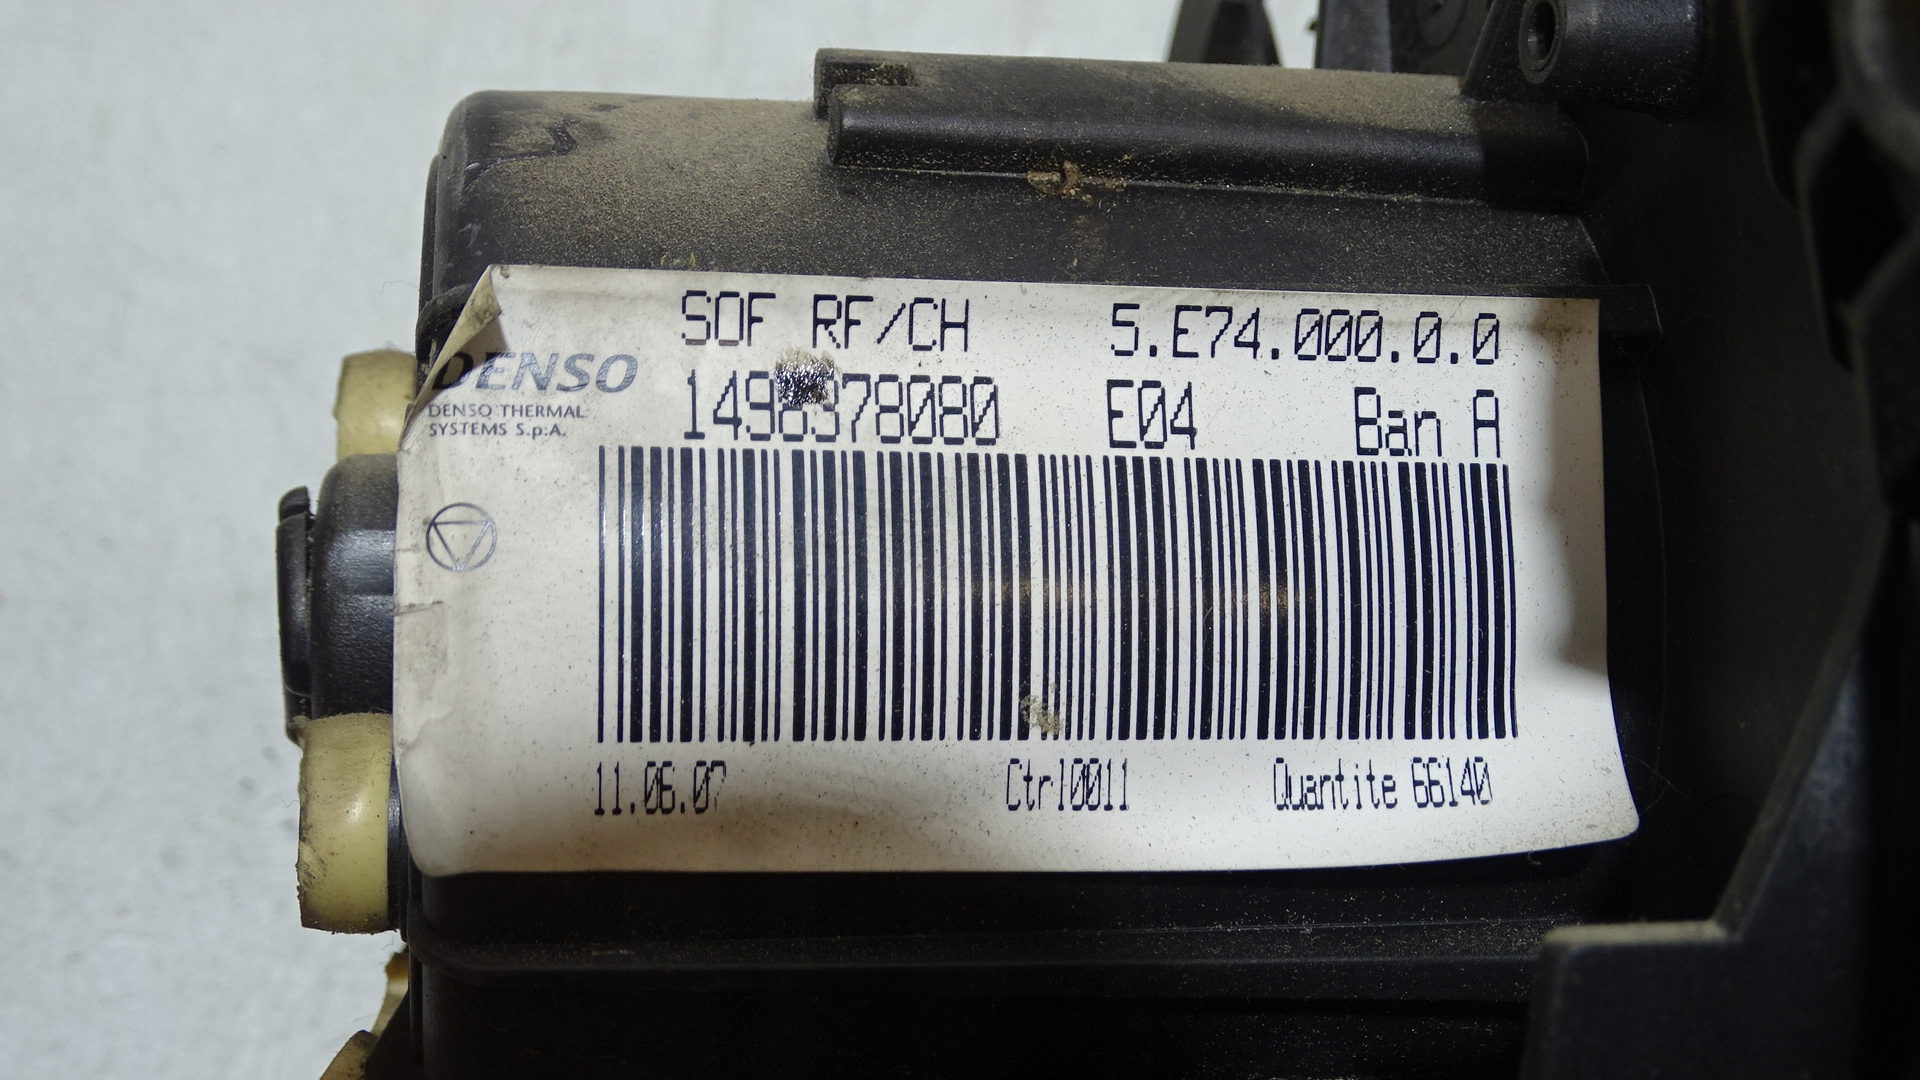 SOF RF/CH 5.E74.000.0.0
DENSO
1496378080 E04 Ban A
DENSO THERMAL
SYSTEMS S.p.A.
11.06.07 Ctrl0011 Quantite 66140